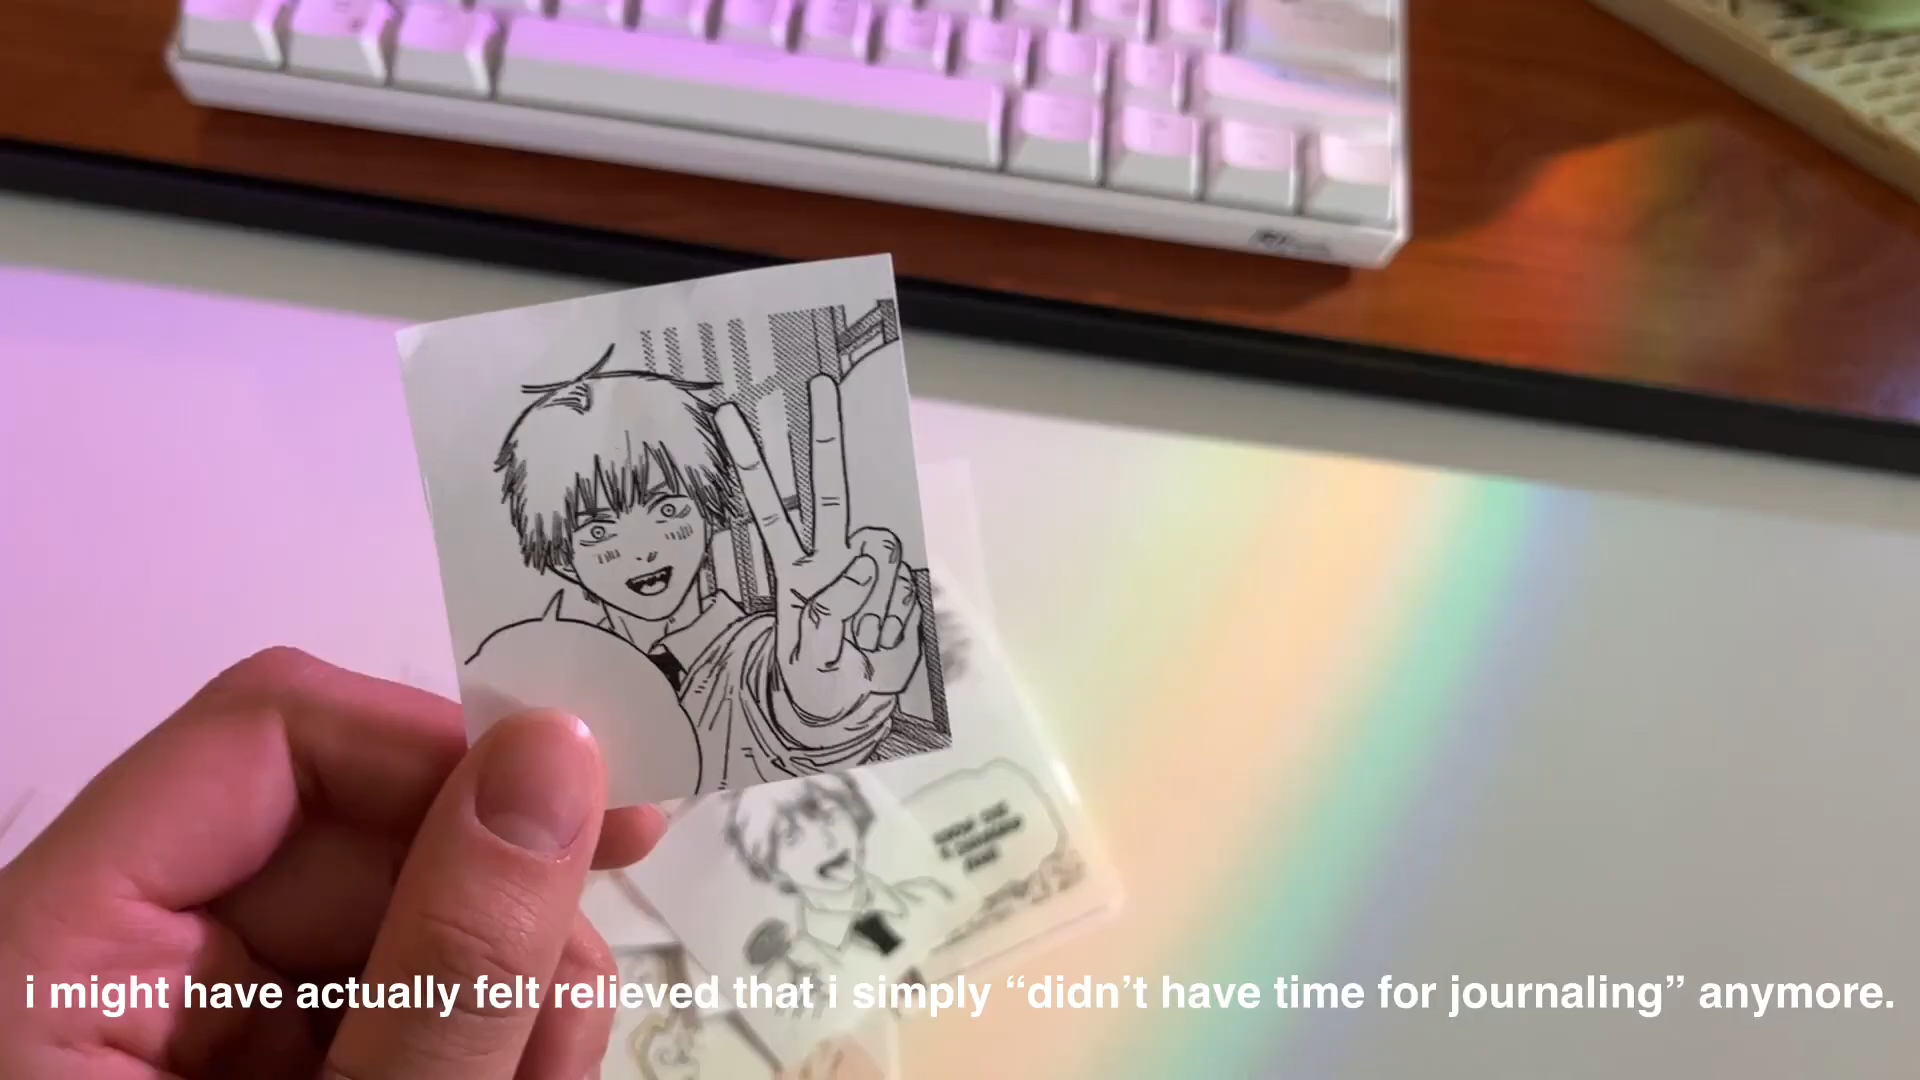 i might have actually felt relieved that i simply “didn’t have time for journaling” anymore.